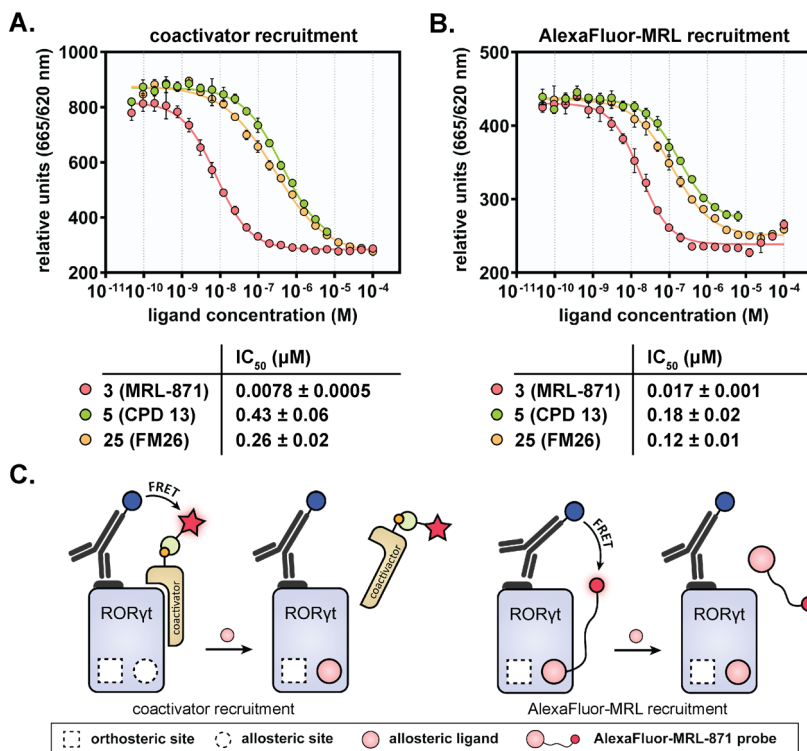 A.
coactivator recruitment
relative units (665/620 nm)
1000
800
600
400
200
10⁻¹¹ 10⁻¹⁰ 10⁻⁹ 10⁻⁸ 10⁻⁷ 10⁻⁶ 10⁻⁵ 10⁻⁴
ligand concentration (M)
IC₅₀ (µM)
3 (MRL-871) 0.0078 ± 0.0005
5 (CPD 13) 0.43 ± 0.06
25 (FM26) 0.26 ± 0.02
B.
AlexaFluor-MRL recruitment
relative units (665/620 nm)
500
400
300
200
10⁻¹¹ 10⁻¹⁰ 10⁻⁹ 10⁻⁸ 10⁻⁷ 10⁻⁶ 10⁻⁵ 10⁻⁴
ligand concentration (M)
IC₅₀ (µM)
3 (MRL-871) 0.017 ± 0.001
5 (CPD 13) 0.18 ± 0.02
25 (FM26) 0.12 ± 0.01
C.
FRET
coactivator
RORγt
RORγt
coactivactor
coactivator recruitment
FRET
RORγt
RORγt
AlexaFluor-MRL recruitment
orthosteric site allosteric site allosteric ligand AlexaFluor-MRL-871 probe